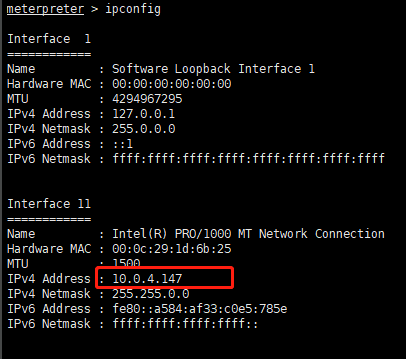 meterpreter > ipconfig
Interface  1
============
Name         : Software Loopback Interface 1
Hardware MAC : 00:00:00:00:00:00
MTU          : 4294967295
IPv4 Address : 127.0.0.1
IPv4 Netmask : 255.0.0.0
IPv6 Address : ::1
IPv6 Netmask : ffff:ffff:ffff:ffff:ffff:ffff:ffff:ffff
Interface 11
============
Name         : Intel(R) PRO/1000 MT Network Connection
Hardware MAC : 00:0c:29:1d:6b:25
MTU          : 1500
IPv4 Address : 10.0.4.147
IPv4 Netmask : 255.255.0.0
IPv6 Address : fe80::a584:af33:c0e5:785e
IPv6 Netmask : ffff:ffff:ffff:ffff::